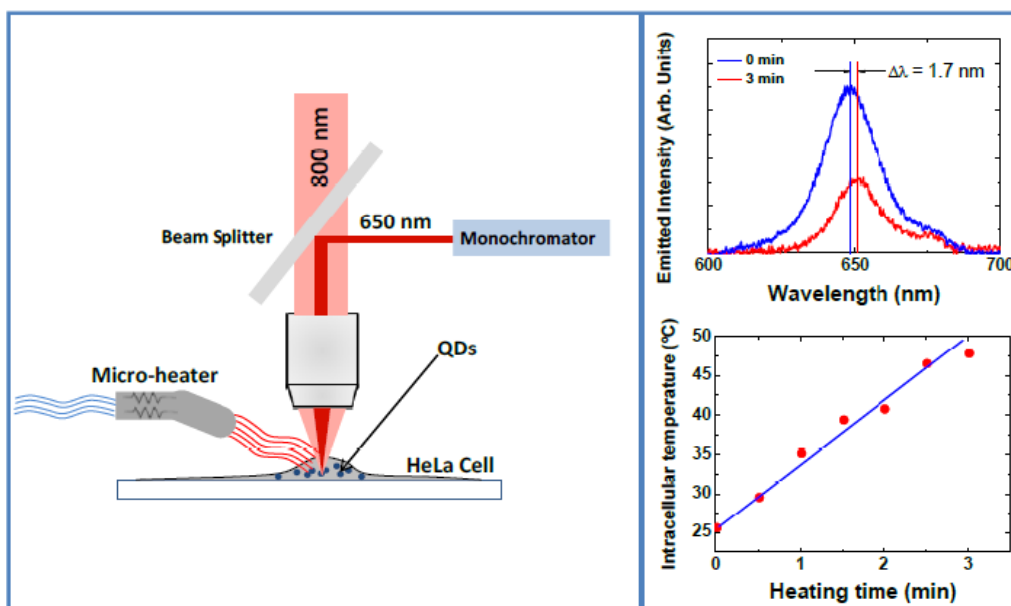 800 nm
650 nm
Beam Splitter
Monochromator
QDs
Micro-heater
HeLa Cell
0 min
3 min
Δλ = 1.7 nm
Emitted Intensity (Arb. Units)
600
650
700
Wavelength (nm)
50
45
40
35
30
25
Intracellular temperature (ºC)
0
1
2
3
Heating time (min)